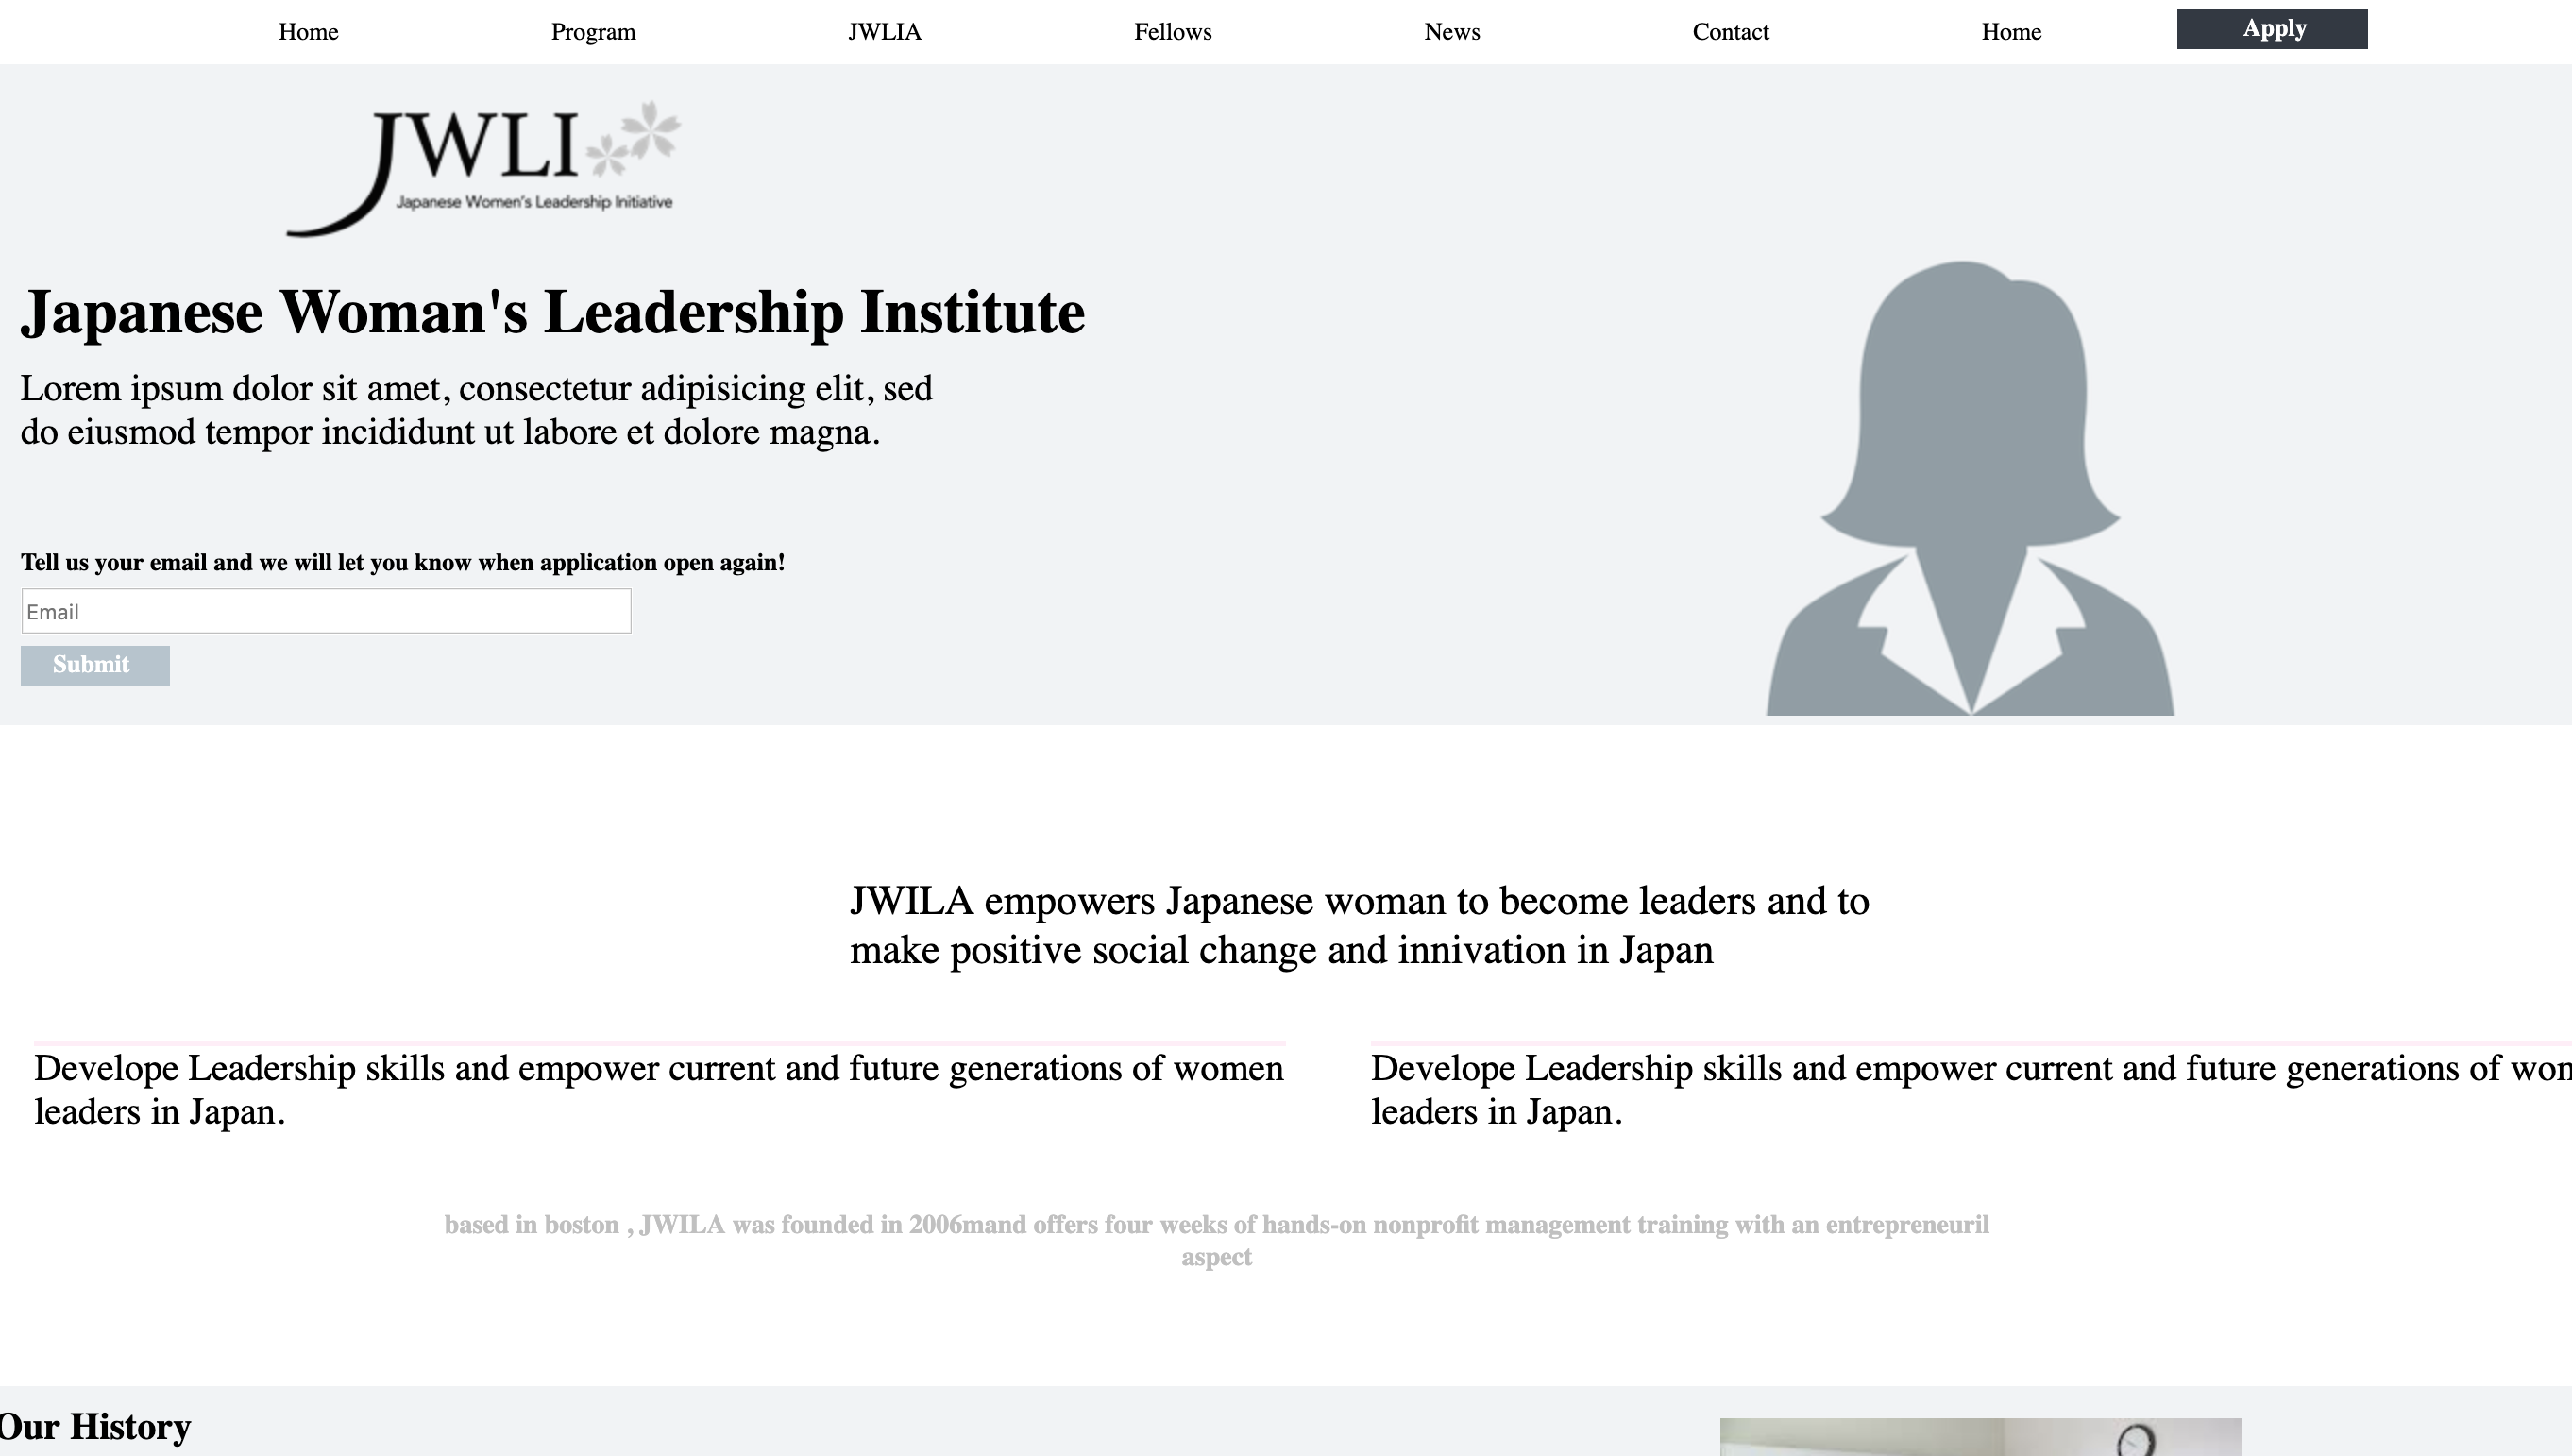 Home Program JWLIA Fellows News Contact Home Apply
JWLI
Japanese Women's Leadership Initiative
Japanese Woman's Leadership Institute
Lorem ipsum dolor sit amet, consectetur adipisicing elit, sed
do eiusmod tempor incididunt ut labore et dolore magna.
Tell us your email and we will let you know when application open again!
Email
Submit
JWILA empowers Japanese woman to become leaders and to
make positive social change and innivation in Japan
Develope Leadership skills and empower current and future generations of women
leaders in Japan.
Develope Leadership skills and empower current and future generations of
leaders in Japan.
based in boston , JWILA was founded in 2006mand offers four weeks of hands-on nonprofit management training with an entrepreneuril
aspect
Our History